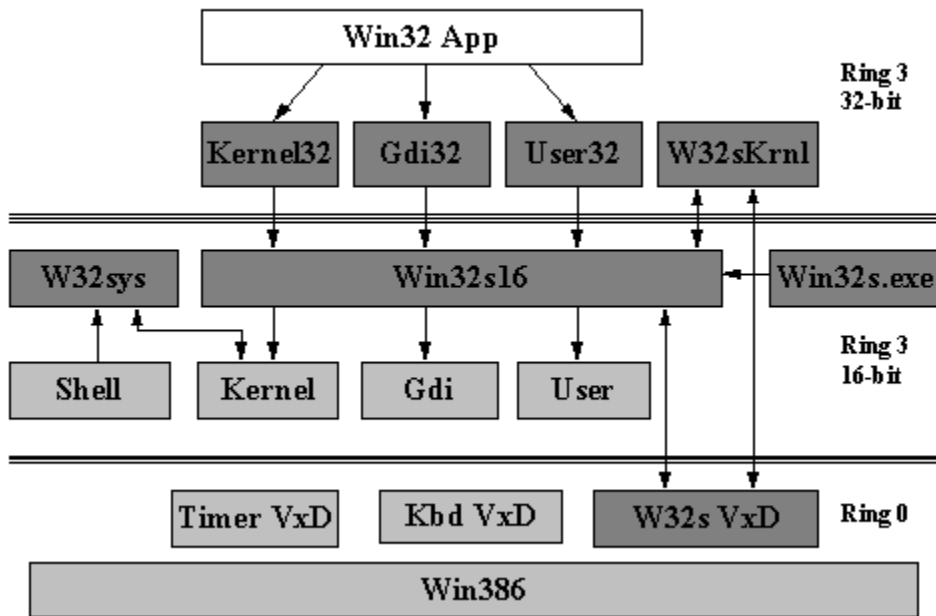 Win32 App
Ring 3
32-bit
Kernel32
Gdi32
User32
W32sKrnl
W32sys
Win32s16
Win32s.exe
Ring 3
16-bit
Shell
Kernel
Gdi
User
Timer VxD
Kbd VxD
W32s VxD
Ring 0
Win386